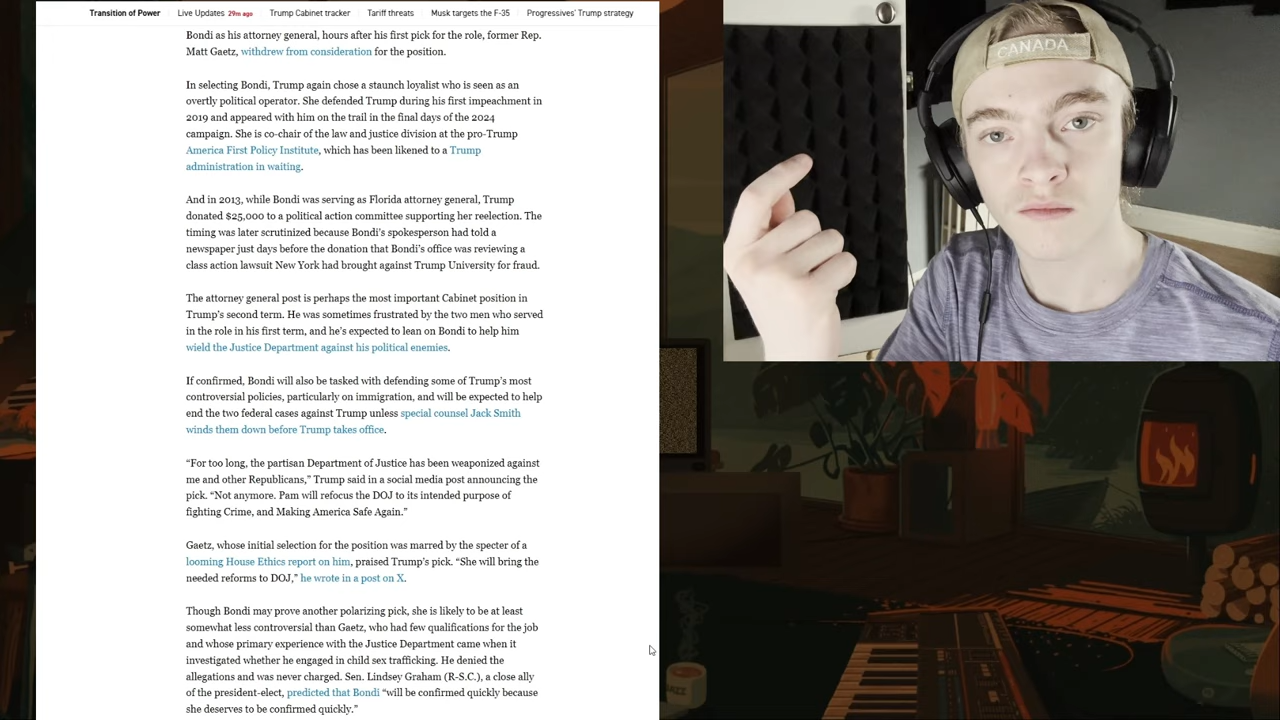 Transition of Power
Live Updates 29m ago
Trump Cabinet tracker
Tariff threats
Musk targets the F-35
Progressives' Trump strategy
Bondi as his attorney general, hours after his first pick for the role, former Rep.
Matt Gaetz, withdrew from consideration for the position.
In selecting Bondi, Trump again chose a staunch loyalist who is seen as an
overtly political operator. She defended Trump during his first impeachment in
2019 and appeared with him on the trail in the final days of the 2024
campaign. She is co-chair of the law and justice division at the pro-Trump
America First Policy Institute, which has been likened to a Trump
administration in waiting.
And in 2013, while Bondi was serving as Florida attorney general, Trump
donated $25,000 to a political action committee supporting her reelection. The
timing was later scrutinized because Bondi's spokesperson had told a
newspaper just days before the donation that Bondi's office was reviewing a
class action lawsuit New York had brought against Trump University for fraud.
The attorney general post is perhaps the most important Cabinet position in
Trump's second term. He was sometimes frustrated by the two men who served
in the role in his first term, and he's expected to lean on Bondi to help him
wield the Justice Department against his political enemies.
If confirmed, Bondi will also be tasked with defending some of Trump's most
controversial policies, particularly on immigration, and will be expected to help
end the two federal cases against Trump unless special counsel Jack Smith
winds them down before Trump takes office.
“For too long, the partisan Department of Justice has been weaponized against
me and other Republicans,” Trump said in a social media post announcing the
pick. “Not anymore. Pam will refocus the DOJ to its intended purpose of
fighting Crime, and Making America Safe Again.”
Gaetz, whose initial selection for the position was marred by the specter of a
looming House Ethics report on him, praised Trump's pick. “She will bring the
needed reforms to DOJ,” he wrote in a post on X.
Though Bondi may prove another polarizing pick, she is likely to be at least
somewhat less controversial than Gaetz, who had few qualifications for the job
and whose primary experience with the Justice Department came when it
investigated whether he engaged in child sex trafficking. He denied the
allegations and was never charged. Sen. Lindsey Graham (R-S.C.), a close ally
of the president-elect, predicted that Bondi “will be confirmed quickly because
she deserves to be confirmed quickly.”
CANADA
JAZZ